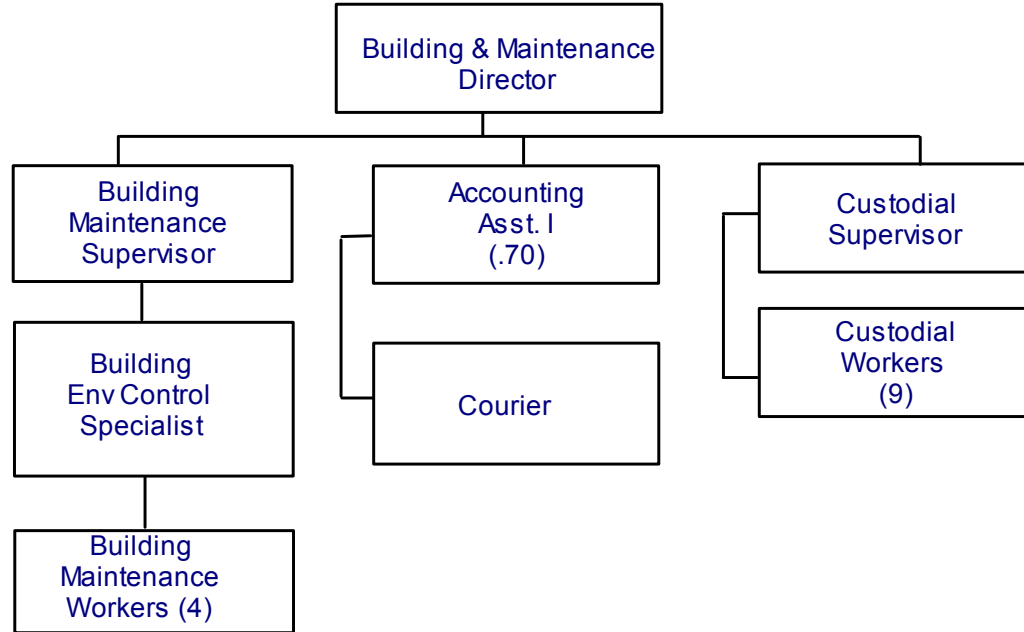 Building & Maintenance
Director
Building
Maintenance
Supervisor
Accounting
Asst. I
(.70)
Custodial
Supervisor
Building
Env Control
Specialist
Courier
Custodial
Workers
(9)
Building
Maintenance
Workers (4)